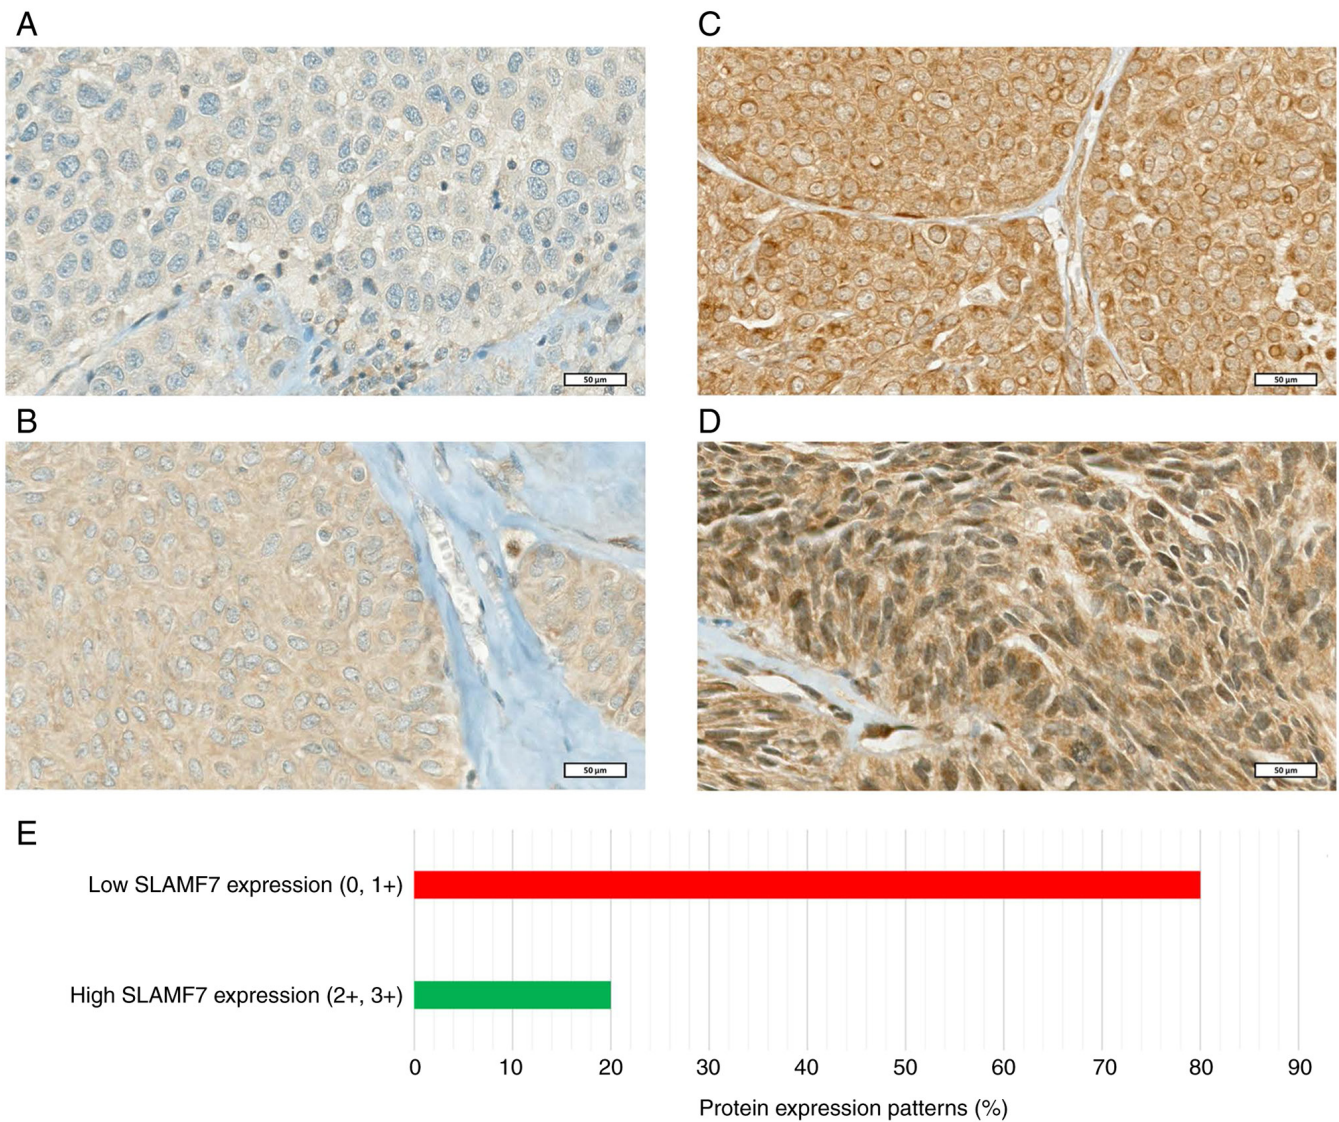 A
C
50 µm
50 µm
B
D
50 µm
50 µm
E
Low SLAMF7 expression (0, 1+)
High SLAMF7 expression (2+, 3+)
0 10 20 30 40 50 60 70 80 90
Protein expression patterns (%)